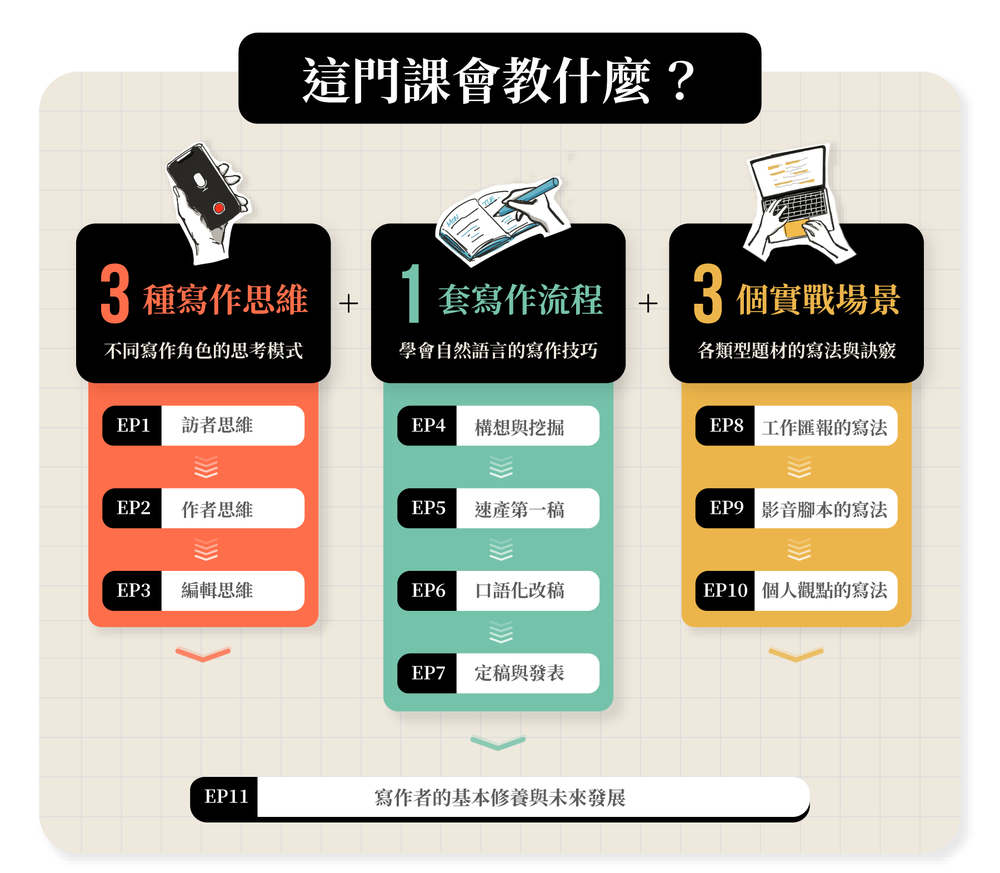 這門課會教什麼？
3 種寫作思維
不同寫作角色的思考模式
EP1 訪者思維
EP2 作者思維
EP3 編輯思維
+
1 套寫作流程
學會自然語言的寫作技巧
EP4 構想與挖掘
EP5 速產第一稿
EP6 口語化改稿
EP7 定稿與發表
+
3 個實戰場景
各類型題材的寫法與訣竅
EP8 工作匯報的寫法
EP9 影音腳本的寫法
EP10 個人觀點的寫法
EP11 寫作者的基本修養與未來發展